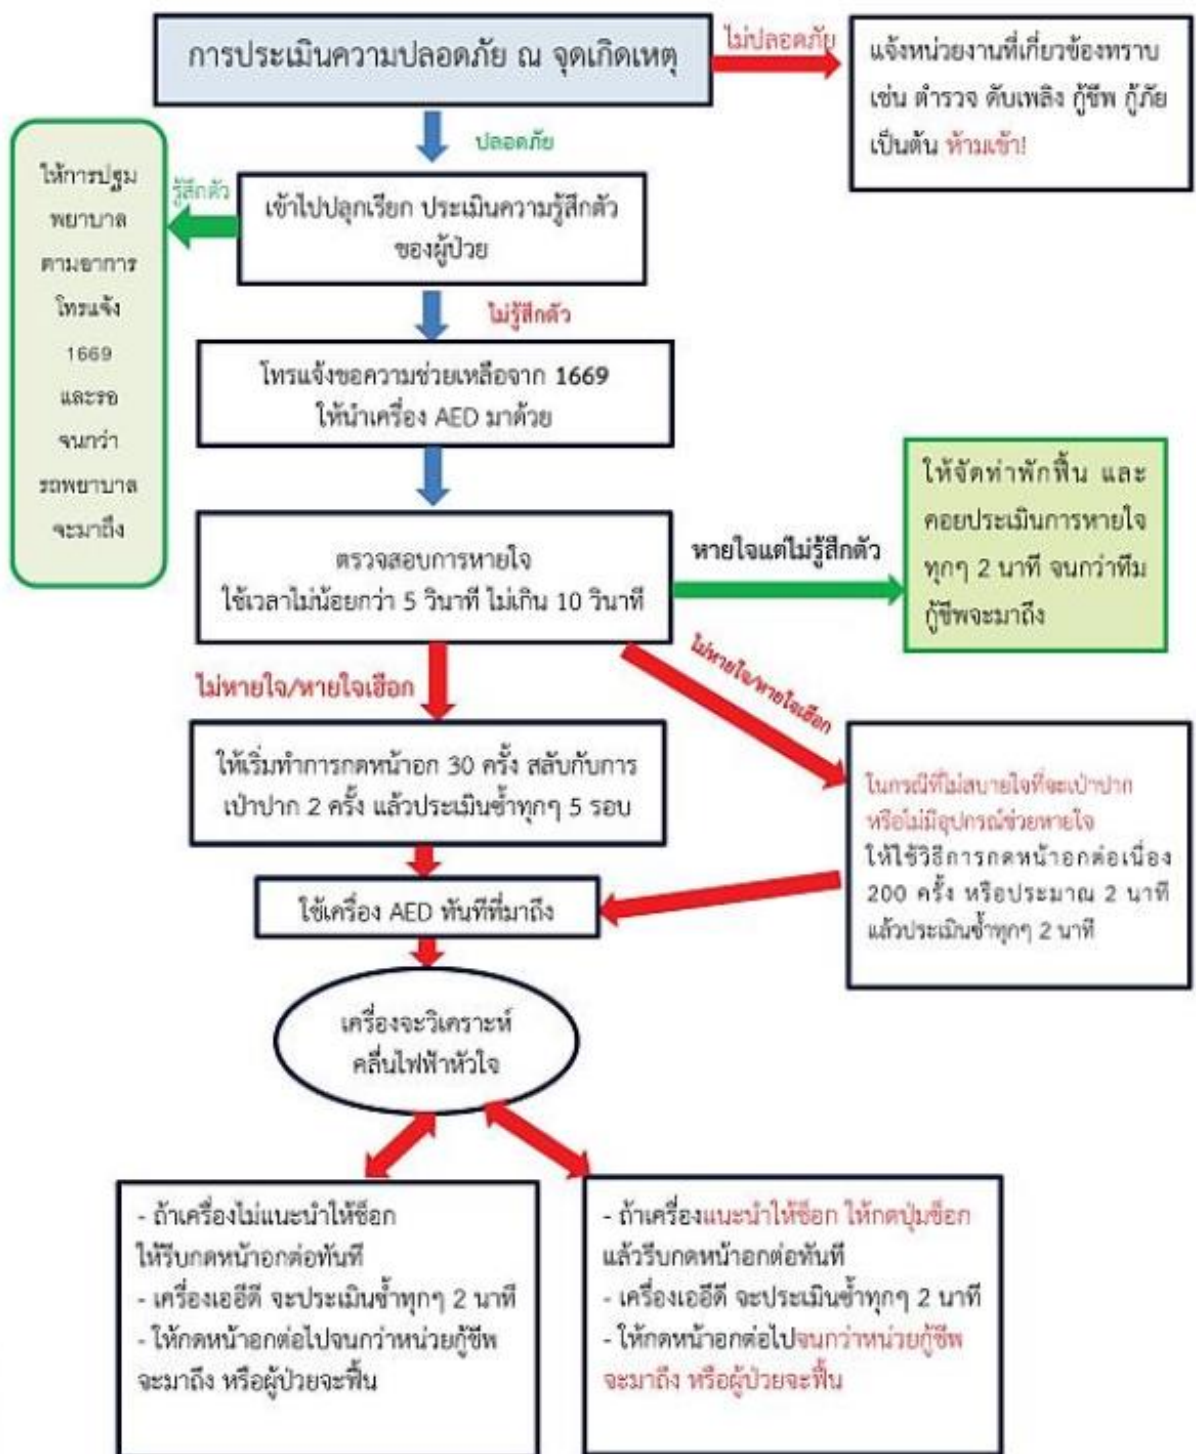 การประเมินความปลอดภัย ณ จุดเกิดเหตุ
ไม่ปลอดภัย
แจ้งหน่วยงานที่เกี่ยวข้องทราบ
เช่น ตำรวจ ดับเพลิง กู้ชีพ กู้ภัย
เป็นต้น ห้ามเข้า!
ปลอดภัย
เข้าไปปลุกเรียก ประเมินความรู้สึกตัว
ของผู้ป่วย
รู้สึกตัว
ให้การปฐม
พยาบาล
ตามอาการ
โทรแจ้ง
1669
และรอ
จนกว่า
รถพยาบาล
จะมาถึง
ไม่รู้สึกตัว
โทรแจ้งขอความช่วยเหลือจาก 1669
ให้นำเครื่อง AED มาด้วย
ตรวจสอบการหายใจ
ใช้เวลาไม่น้อยกว่า 5 วินาที ไม่เกิน 10 วินาที
หายใจแต่ไม่รู้สึกตัว
ให้จัดท่าพักฟื้น และ
คอยประเมินการหายใจ
ทุกๆ 2 นาที จนกว่าทีม
กู้ชีพจะมาถึง
ไม่หายใจ/หายใจเฮือก
ไม่หายใจ/หายใจเฮือก
ให้เริ่มทำการกดหน้าอก 30 ครั้ง สลับกับการ
เป่าปาก 2 ครั้ง แล้วประเมินซ้ำทุกๆ 5 รอบ
ในกรณีที่ไม่สบายใจที่จะเป่าปาก
หรือไม่มีอุปกรณ์ช่วยหายใจ
ให้ใช้วิธีการกดหน้าอกต่อเนื่อง
200 ครั้ง หรือประมาณ 2 นาที
แล้วประเมินซ้ำทุกๆ 2 นาที
ใช้เครื่อง AED ทันทีที่มาถึง
เครื่องจะวิเคราะห์
คลื่นไฟฟ้าหัวใจ
- ถ้าเครื่องไม่แนะนำให้ช็อก
ให้รีบกดหน้าอกต่อทันที
- เครื่องเออีดี จะประเมินซ้ำทุกๆ 2 นาที
- ให้กดหน้าอกต่อไปจนกว่าหน่วยกู้ชีพ
จะมาถึง หรือผู้ป่วยจะฟื้น
- ถ้าเครื่องแนะนำให้ช็อก ให้กดปุ่มช็อก
แล้วรีบกดหน้าอกต่อทันที
- เครื่องเออีดี จะประเมินซ้ำทุกๆ 2 นาที
- ให้กดหน้าอกต่อไปจนกว่าหน่วยกู้ชีพ
จะมาถึง หรือผู้ป่วยจะฟื้น